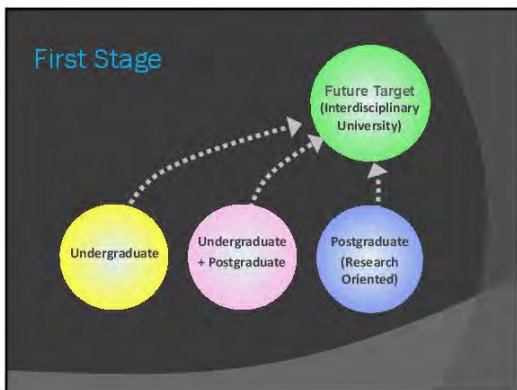 First Stage
Future Target
(Interdisciplinary
University)
Undergraduate
Undergraduate
+ Postgraduate
Postgraduate
(Research
Oriented)